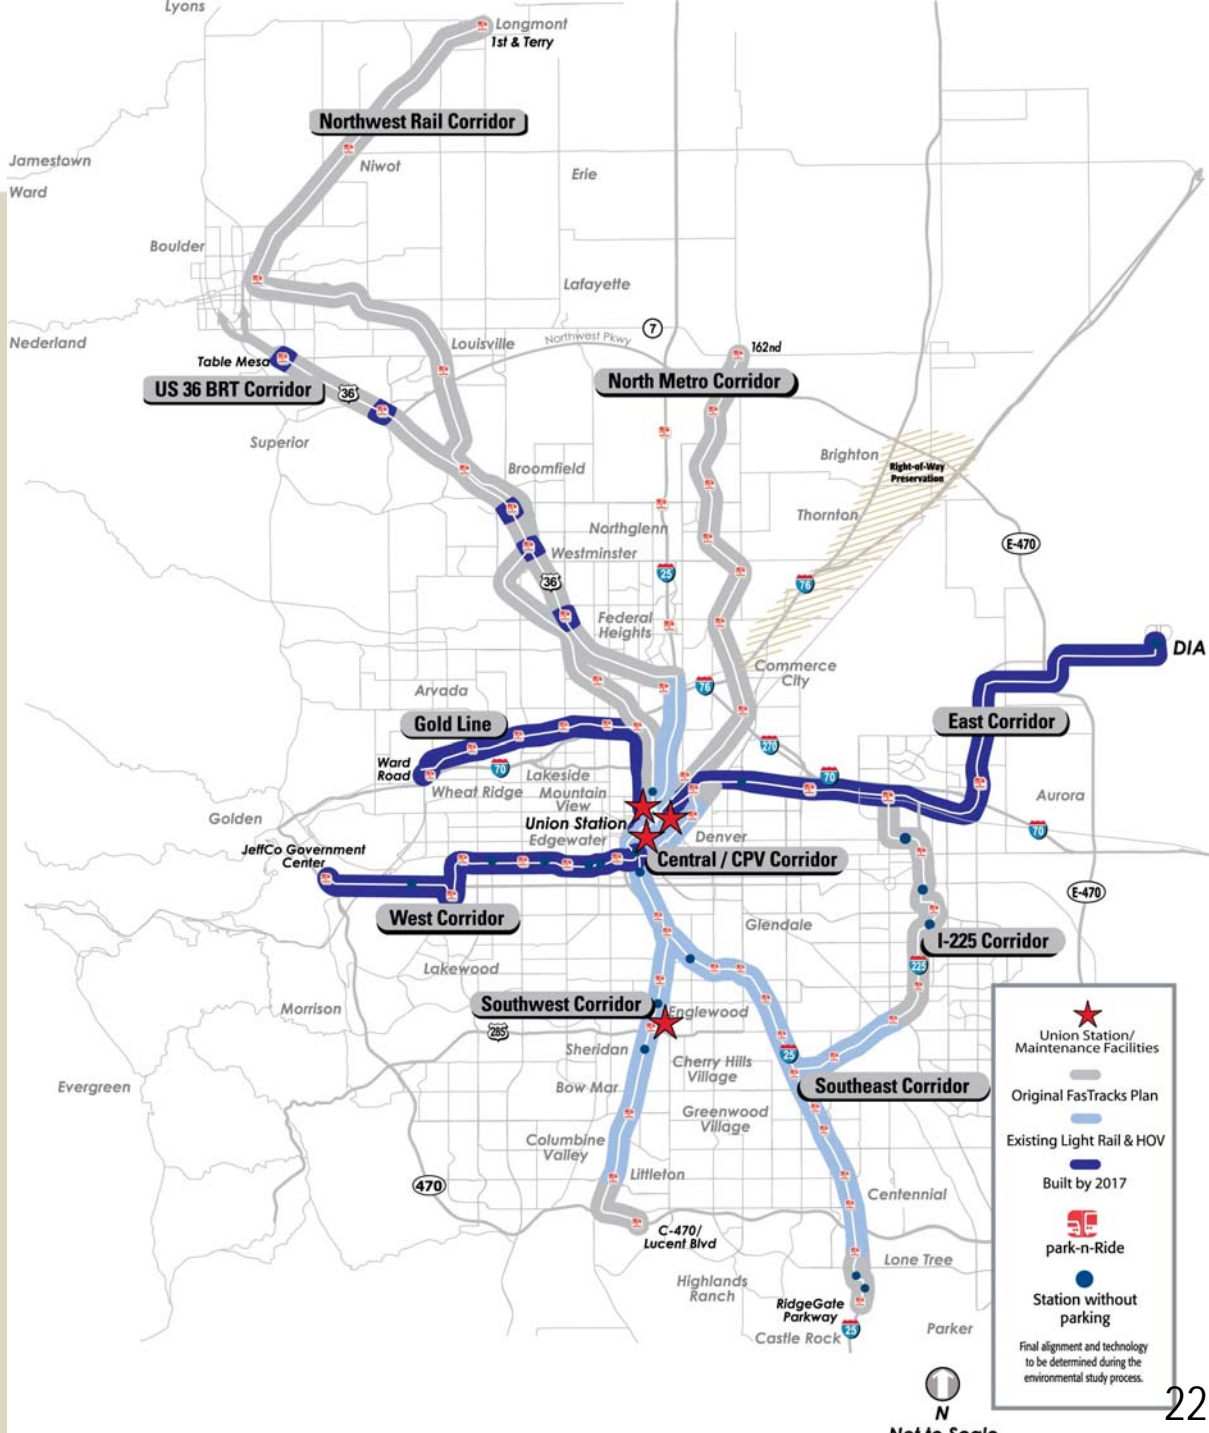 Lyons
Longmont
1st & Terry
Northwest Rail Corridor
Jamestown
Niwot
Erie
Ward
Boulder
Lafayette
7
Nederland
Louisville
Northwest Pkwy
162nd
Table Mesa
US 36 BRT Corridor
36
North Metro Corridor
Superior
Broomfield
Brighton
Right-of-Way
Preservation
Northglenn
Thornton
Westminster
E-470
25
36
76
Federal
Heights
DIA
Commerce
City
Arvada
76
Gold Line
East Corridor
270
Ward
Road
70
Lakeside
70
Wheat Ridge
Mountain
View
Aurora
Golden
Union Station
Edgewater
Denver
70
JeffCo Government
Center
Central / CPV Corridor
E-470
West Corridor
Glendale
I-225 Corridor
Lakewood
225
Southwest Corridor
Englewood
Morrison
285
Sheridan
25
Cherry Hills
Village
Bow Mar
Evergreen
Southeast Corridor
Greenwood
Village
Columbine
Valley
Littleton
470
Centennial
C-470/
Lucent Blvd
Lone Tree
Highlands
Ranch
RidgeGate
Parkway
25
Castle Rock
Parker
Union Station/
Maintenance Facilities
Original FasTracks Plan
Existing Light Rail & HOV
Built by 2017
park-n-Ride
Station without
parking
Final alignment and technology
to be determined during the
environmental study process.
N
Not to Scale
22